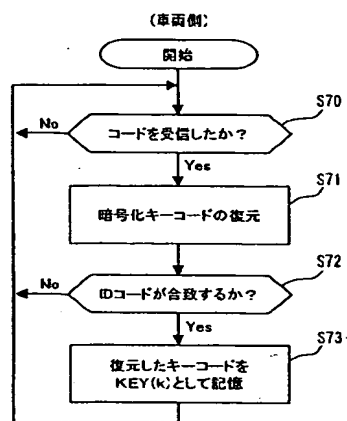 (車両側)
開始
S70
コードを受信したか?
No
Yes
S71
暗号化キーコードの復元
S72
IDコードが合致するか?
No
Yes
S73
復元したキーコードを
KEY(k)として記憶